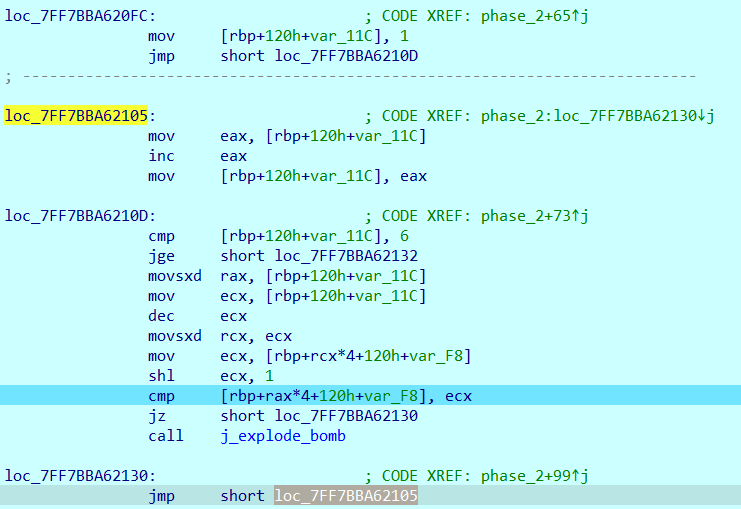 loc_7FF7BBA620FC: ; CODE XREF: phase_2+65↑j
mov [rbp+120h+var_11C], 1
jmp short loc_7FF7BBA6210D
; ---------------------------------------------------------------------------
loc_7FF7BBA62105: ; CODE XREF: phase_2:loc_7FF7BBA62130↓j
mov eax, [rbp+120h+var_11C]
inc eax
mov [rbp+120h+var_11C], eax
loc_7FF7BBA6210D: ; CODE XREF: phase_2+73↑j
cmp [rbp+120h+var_11C], 6
jge short loc_7FF7BBA62132
movsxd rax, [rbp+120h+var_11C]
mov ecx, [rbp+120h+var_11C]
dec ecx
movsxd rcx, ecx
mov ecx, [rbp+rcx*4+120h+var_F8]
shl ecx, 1
cmp [rbp+rax*4+120h+var_F8], ecx
jz short loc_7FF7BBA62130
call j_explode_bomb
loc_7FF7BBA62130: ; CODE XREF: phase_2+99↑j
jmp short loc_7FF7BBA62105